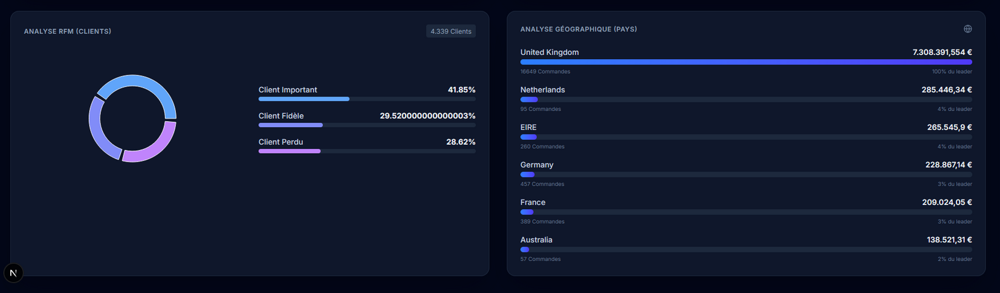 ANALYSE RFM (CLIENTS)
4.339 Clients
Client Important 41.85%
Client Fidèle 29.520000000000003%
Client Perdu 28.62%
N
ANALYSE GÉOGRAPHIQUE (PAYS)
United Kingdom 7.308.391,554 €
16649 Commandes 100% du leader
Netherlands 285.446,34 €
95 Commandes 4% du leader
EIRE 265.545,9 €
260 Commandes 4% du leader
Germany 228.867,14 €
457 Commandes 3% du leader
France 209.024,05 €
389 Commandes 3% du leader
Australia 138.521,31 €
57 Commandes 2% du leader